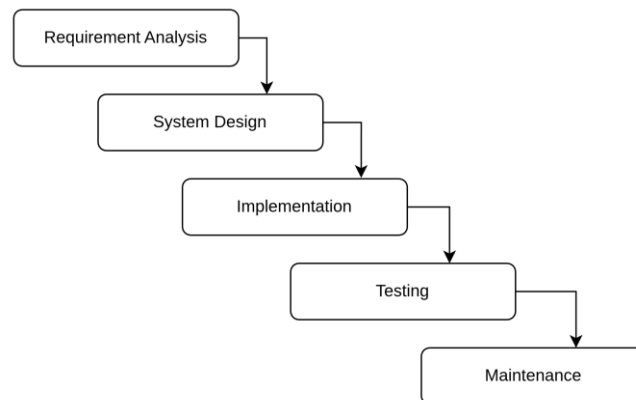 Requirement Analysis
System Design
Implementation
Testing
Maintenance